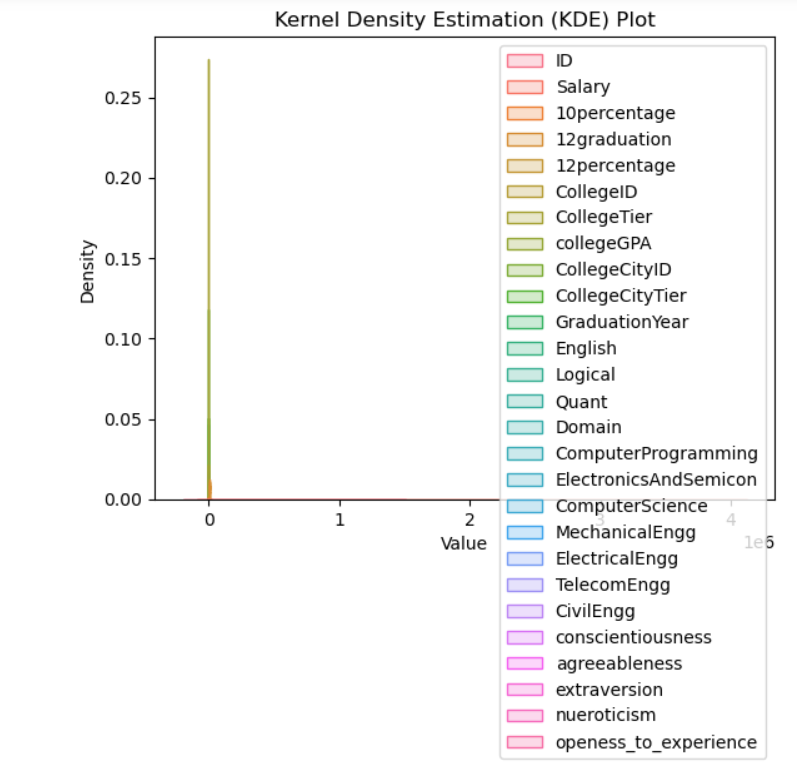 Kernel Density Estimation (KDE) Plot
0.25
0.20
0.15
0.10
0.05
0.00
Density
0
1
2
3
4
1e6
Value
ID
Salary
10percentage
12graduation
12percentage
CollegeID
CollegeTier
collegeGPA
CollegeCityID
CollegeCityTier
GraduationYear
English
Logical
Quant
Domain
ComputerProgramming
ElectronicsAndSemicon
ComputerScience
MechanicalEngg
ElectricalEngg
TelecomEngg
CivilEngg
conscientiousness
agreeableness
extraversion
nueroticism
openess_to_experience